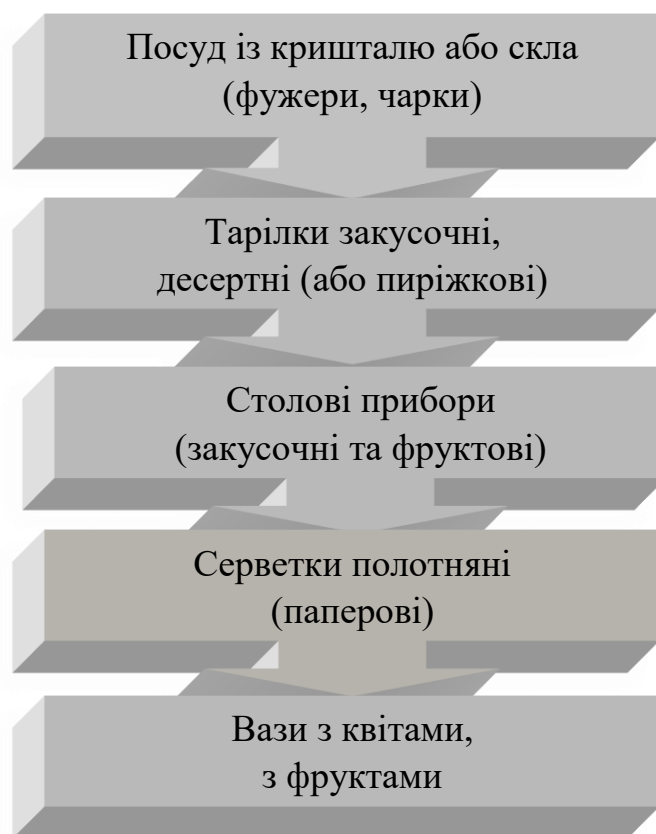 Посуд із кришталю або скла
(фужери, чарки)
Тарілки закусочні,
десертні (або пиріжкові)
Столові прибори
(закусочні та фруктові)
Серветки полотняні
(паперові)
Вази з квітами,
з фруктами